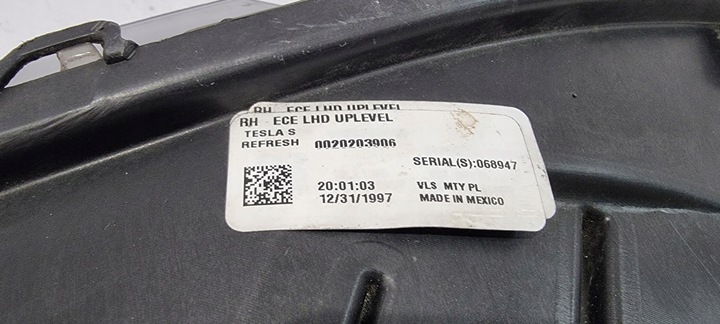 RH ECE LHD UPLEVEL
RH ECE LHD UPLEVEL
TESLA S
REFRESH 0020203906
SERIAL(S):068947
20:01:03 VLS MTY PL
12/31/1997 MADE IN MEXICO